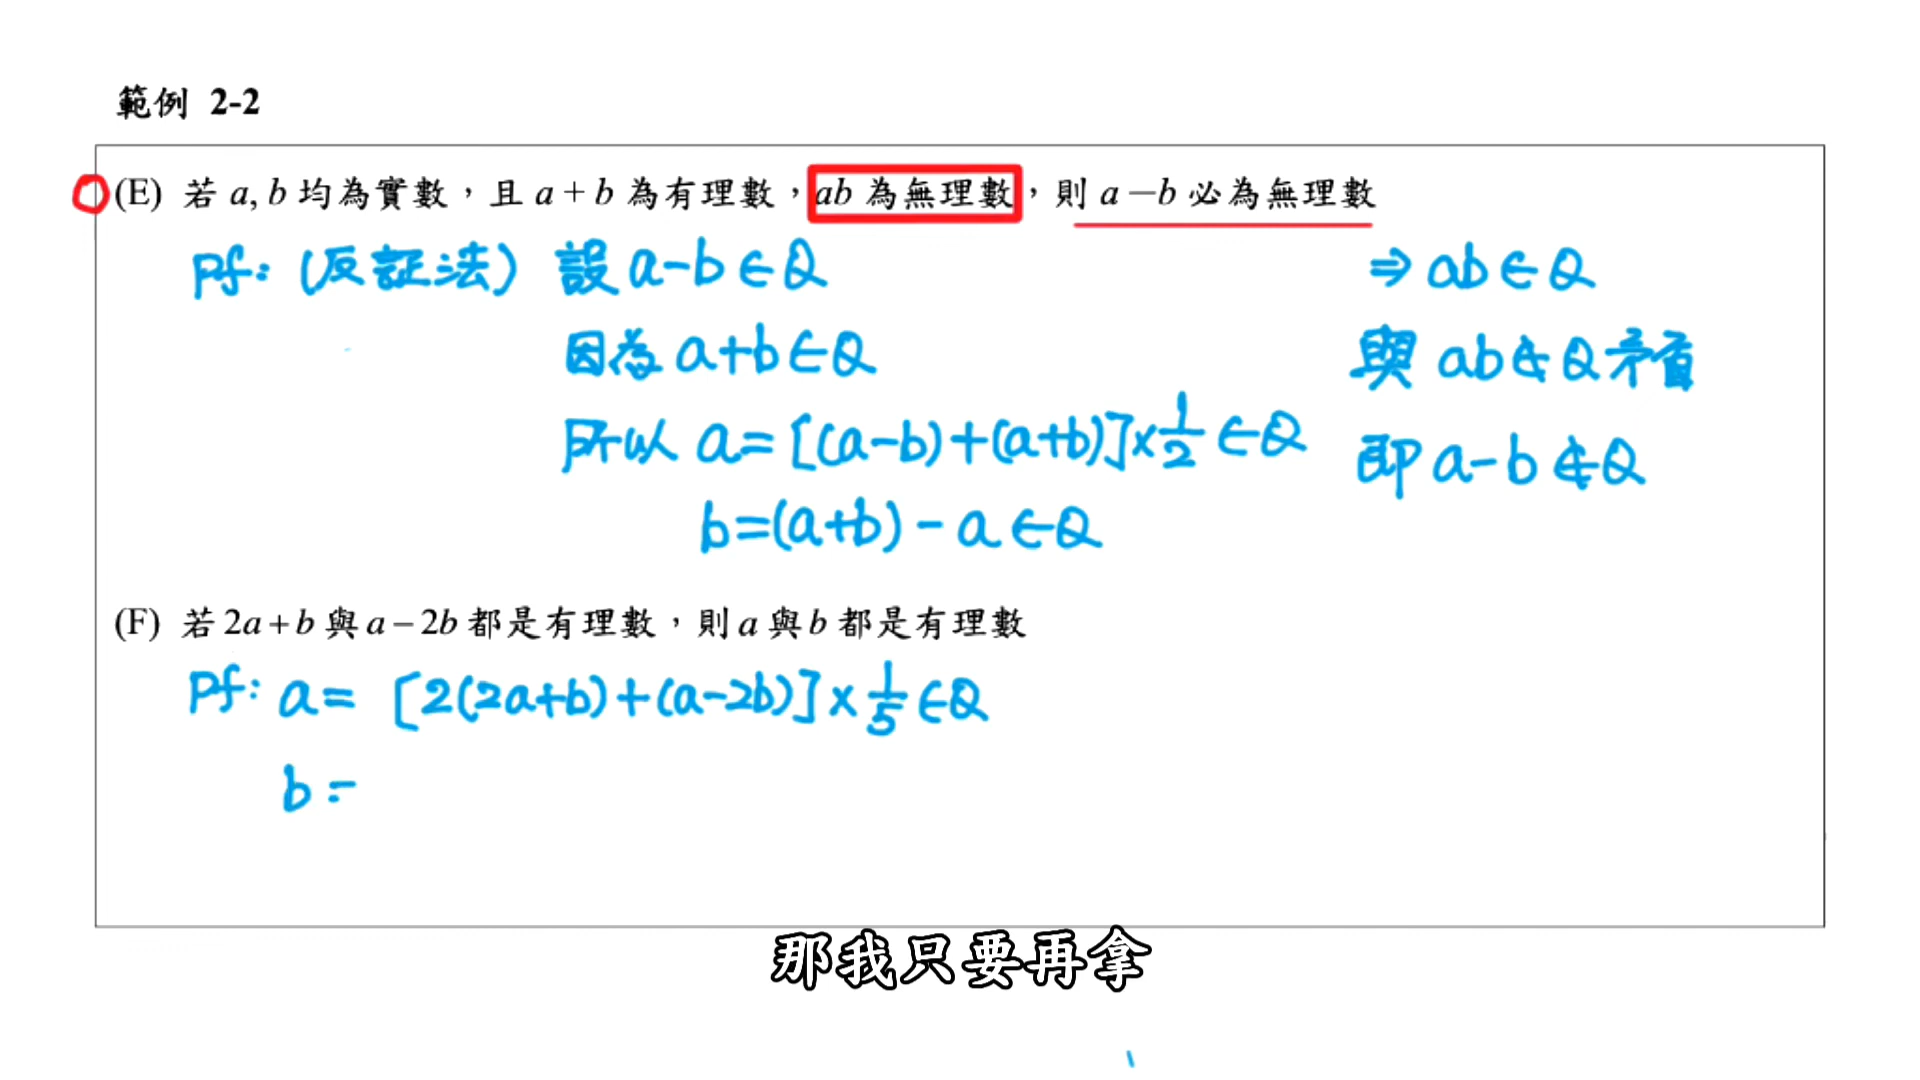 範例 2-2
(E) 若 a, b 均為實數，且 a + b 為有理數，ab 為無理數，則 a − b 必為無理數
pf: (反証法) 設 a-b∈Q
因為 a+b∈Q
所以 a=[(a-b)+(a+b)]×1/2∈Q
b=(a+b)-a∈Q
⇒ ab∈Q
與 ab∉Q 矛盾
即 a-b∉Q
(F) 若 2a + b 與 a − 2b 都是有理數，則 a 與 b 都是有理數
pf: a= [2(2a+b)+(a-2b)]×1/5∈Q
b=
那我只要再拿